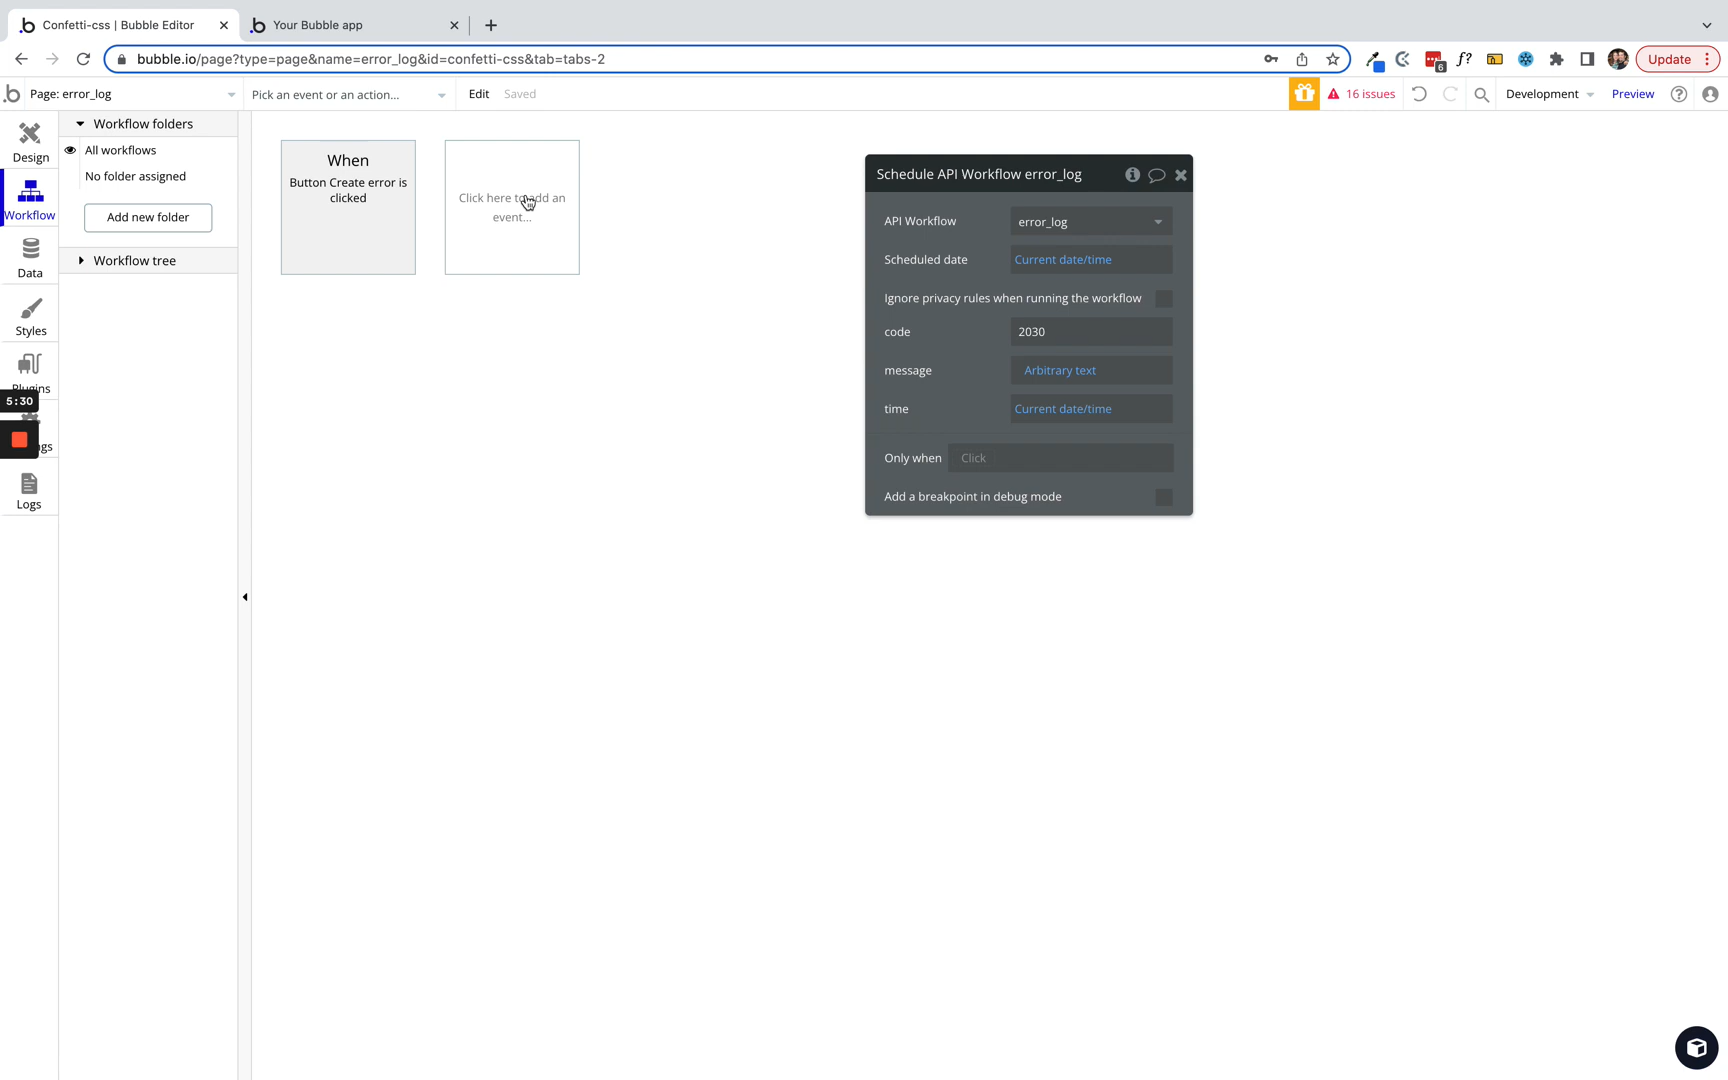 Confetti-css | Bubble Editor
Your Bubble app
bubble.io/page?type=page&name=error_log&id=confetti-css&tab=tabs-2
6
f?
Update
Page: error_log
Pick an event or an action...
Edit
Saved
16 issues
Development
Preview
Design
Workflow
Data
Styles
Plugins
5:30
Logs
Workflow folders
All workflows
No folder assigned
Add new folder
Workflow tree
When
Button Create error is
clicked
Click here to add an
event...
Schedule API Workflow error_log
API Workflow
error_log
Scheduled date
Current date/time
Ignore privacy rules when running the workflow
code
2030
message
Arbitrary text
time
Current date/time
Only when
Click
Add a breakpoint in debug mode